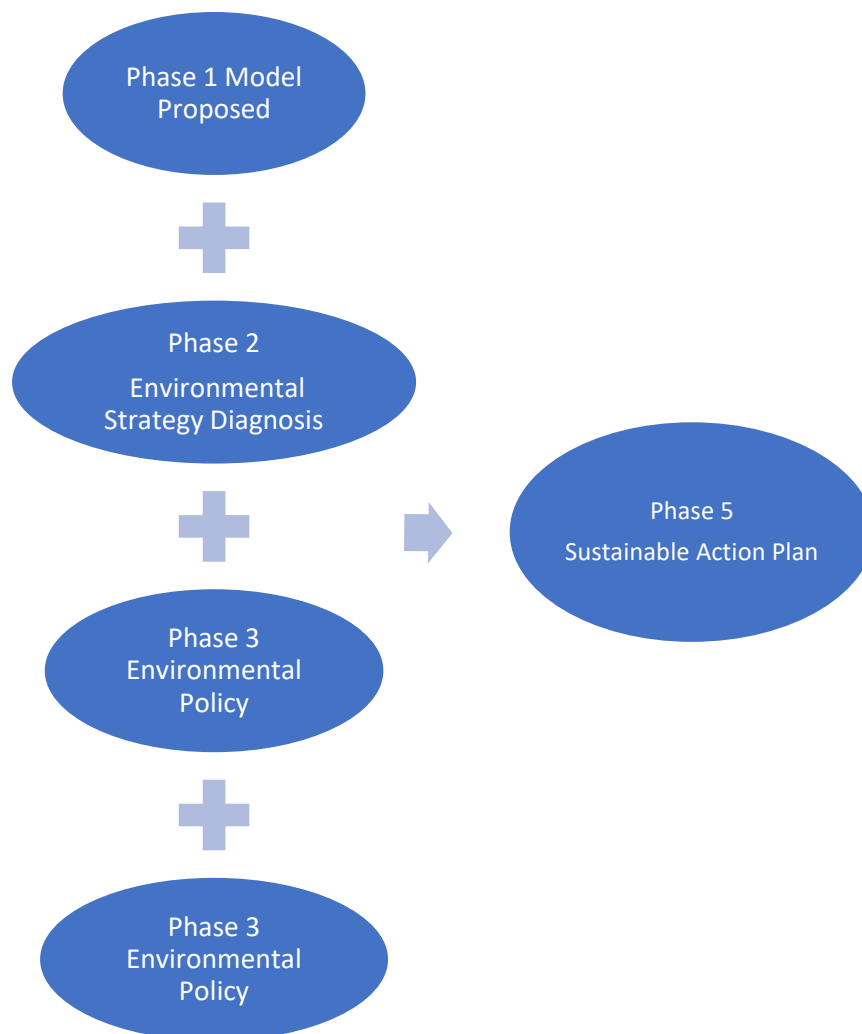 Phase 1 Model
Proposed
Phase 2
Environmental
Strategy Diagnosis
Phase 3
Environmental
Policy
Phase 3
Environmental
Policy
Phase 5
Sustainable Action Plan